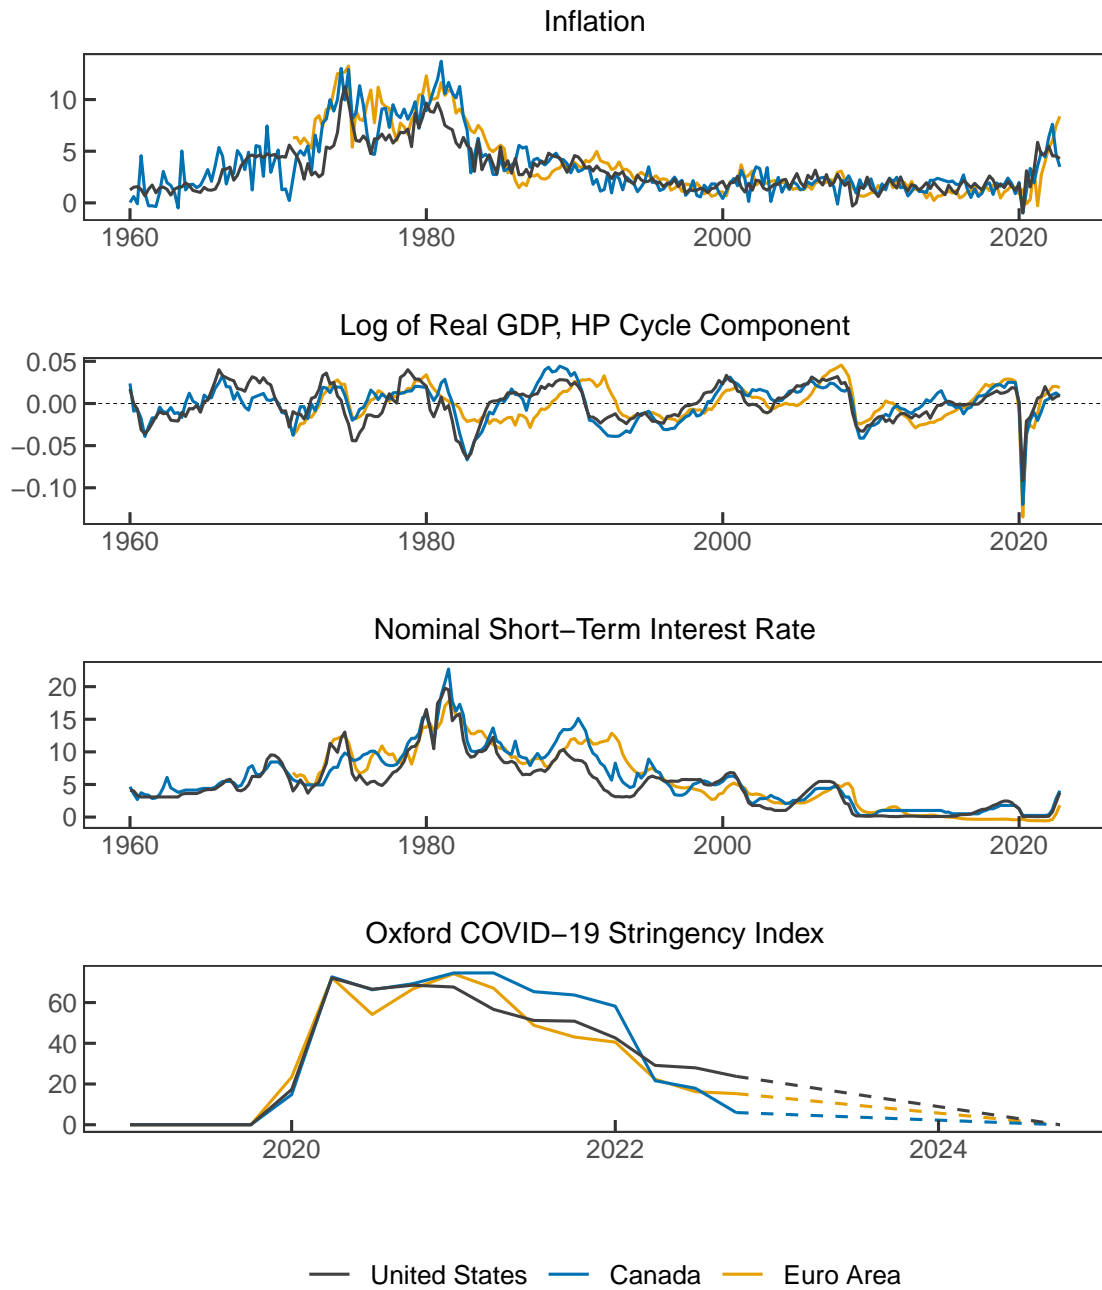 Inflation
10
5
0
1960 1980 2000 2020
Log of Real GDP, HP Cycle Component
0.05
0.00
−0.05
−0.10
1960 1980 2000 2020
Nominal Short−Term Interest Rate
20
15
10
5
0
1960 1980 2000 2020
Oxford COVID−19 Stringency Index
60
40
20
0
2020 2022 2024
United States Canada Euro Area